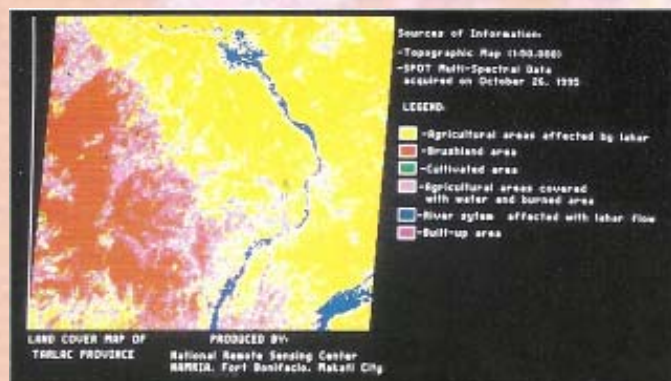 Sources of Information:
-Topographic Map (1:50,000)
-SPOT Multi-Spectral Data
acquired on October 26, 1995
LEGEND:
-Agricultural areas affected by lahar
-Brushland area
-Cultivated area
-Agricultural areas covered
with water and burned area
-River sytem affected with lahar flow
-Built-up area
LAND COVER MAP OF
TARLAC PROVINCE
PRODUCED BY:
National Remote Sensing Center
NAMRIA, Fort Bonifacio, Makati City